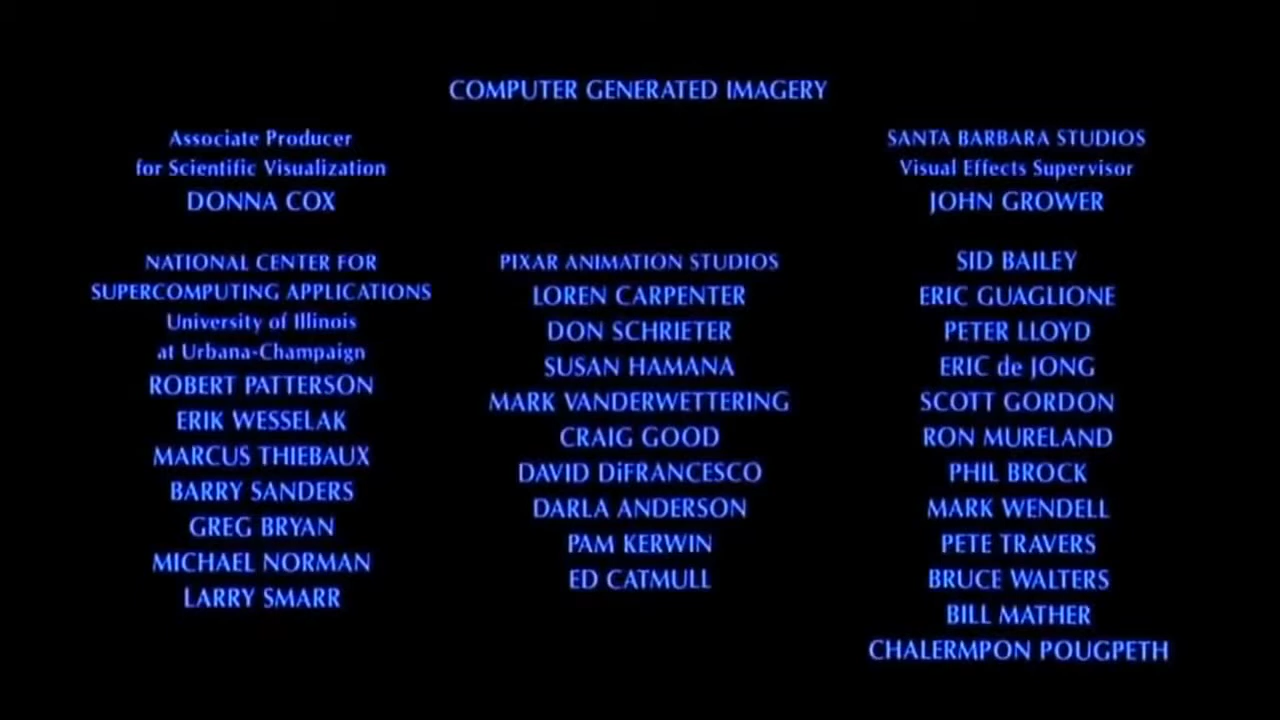 COMPUTER GENERATED IMAGERY
Associate Producer
for Scientific Visualization
DONNA COX
NATIONAL CENTER FOR
SUPERCOMPUTING APPLICATIONS
University of Illinois
at Urbana-Champaign
ROBERT PATTERSON
ERIK WESSELAK
MARCUS THIEBAUX
BARRY SANDERS
GREG BRYAN
MICHAEL NORMAN
LARRY SMARR
PIXAR ANIMATION STUDIOS
LOREN CARPENTER
DON SCHRIETER
SUSAN HAMANA
MARK VANDERWETTERING
CRAIG GOOD
DAVID DiFRANCESCO
DARLA ANDERSON
PAM KERWIN
ED CATMULL
SANTA BARBARA STUDIOS
Visual Effects Supervisor
JOHN GROWER
SID BAILEY
ERIC GUAGLIONE
PETER LLOYD
ERIC de JONG
SCOTT GORDON
RON MURELAND
PHIL BROCK
MARK WENDELL
PETE TRAVERS
BRUCE WALTERS
BILL MATHER
CHALERMPON POUGPETH